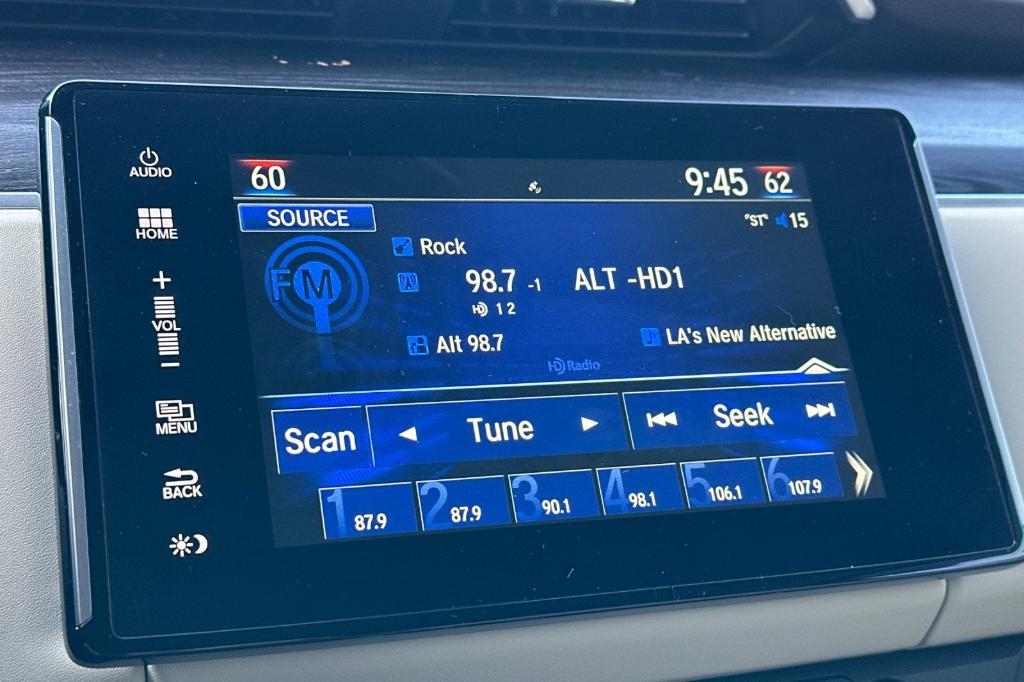 AUDIO
HOME
+
VOL
−
MENU
BACK
60
9:45 62
SOURCE
"ST" 15
FM
Rock
98.7 -1 ALT -HD1
HD 1 2
Alt 98.7
LA's New Alternative
HD Radio
Scan
Tune
Seek
1 87.9
2 87.9
3 90.1
4 98.1
5 106.1
6 107.9